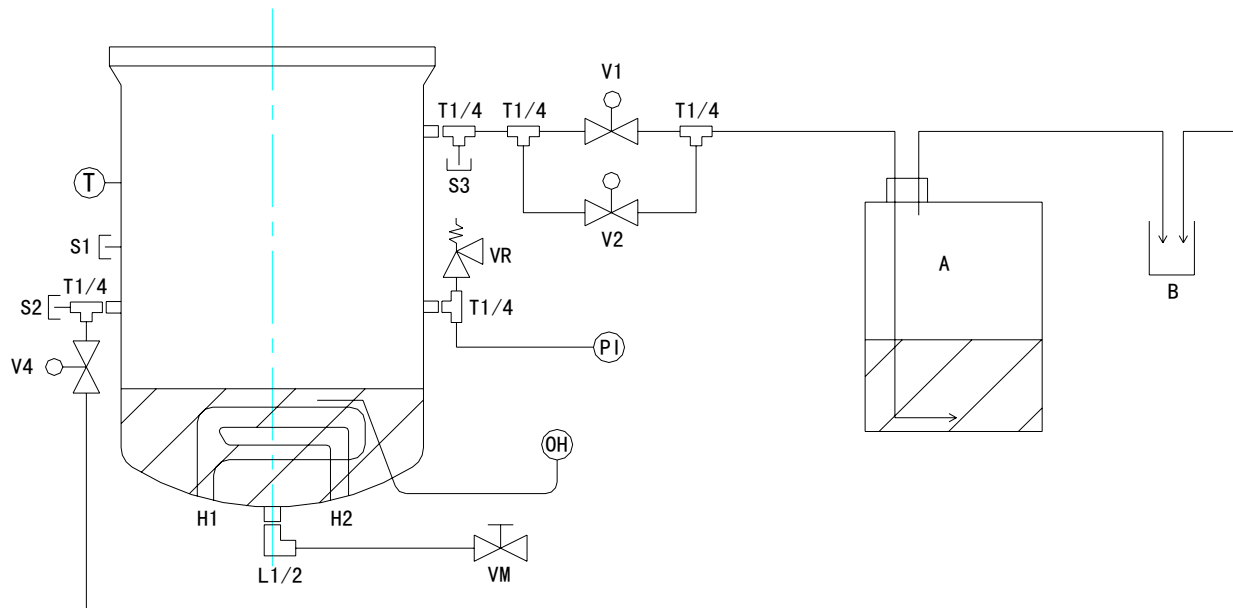 V1
T1/4 T1/4 T1/4
S3
T
V2
S1
VR
A
T1/4
S2
T1/4
B
PI
V4
OH
H1 H2
L1/2
VM